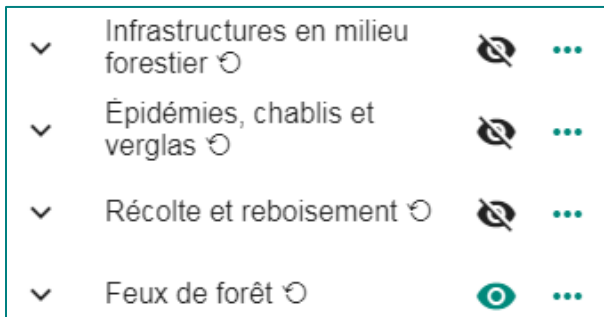 Infrastructures en milieu
forestier
Épidémies, chablis et
verglas
Récolte et reboisement
Feux de forêt